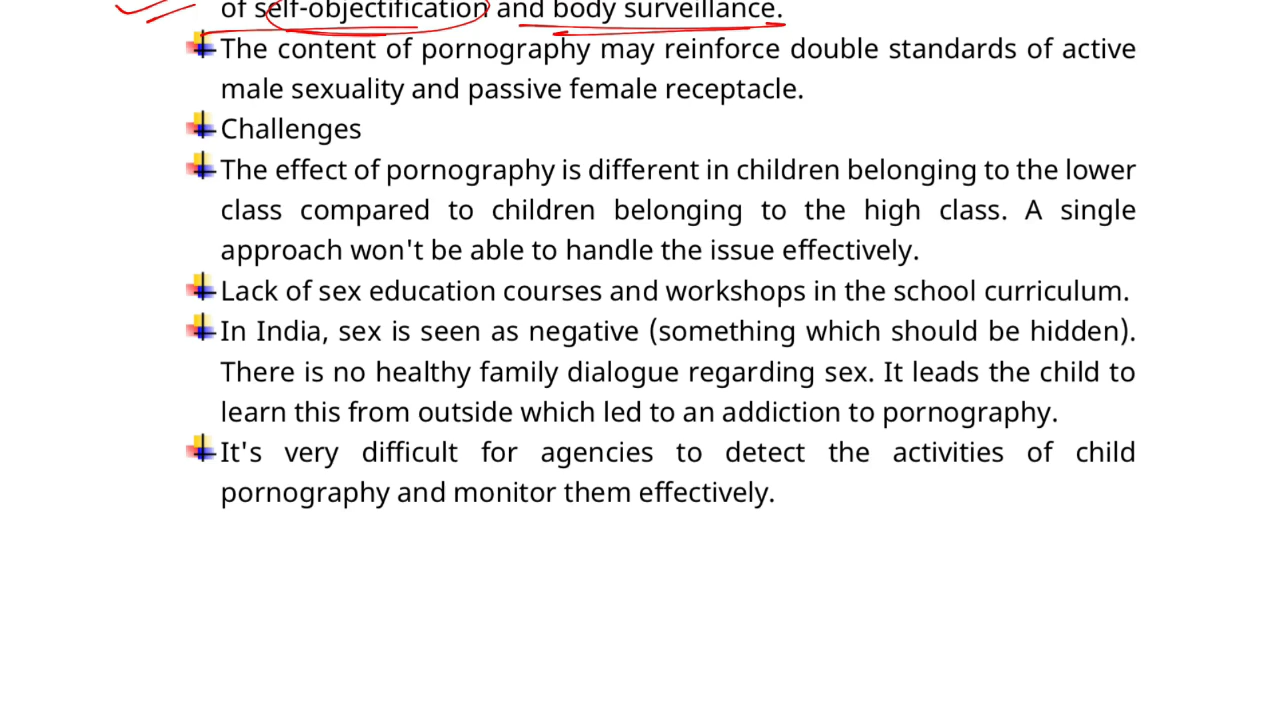 of self-objectification and body surveillance.
The content of pornography may reinforce double standards of active
male sexuality and passive female receptacle.
Challenges
The effect of pornography is different in children belonging to the lower
class compared to children belonging to the high class. A single
approach won't be able to handle the issue effectively.
Lack of sex education courses and workshops in the school curriculum.
In India, sex is seen as negative (something which should be hidden).
There is no healthy family dialogue regarding sex. It leads the child to
learn this from outside which led to an addiction to pornography.
It's very difficult for agencies to detect the activities of child
pornography and monitor them effectively.